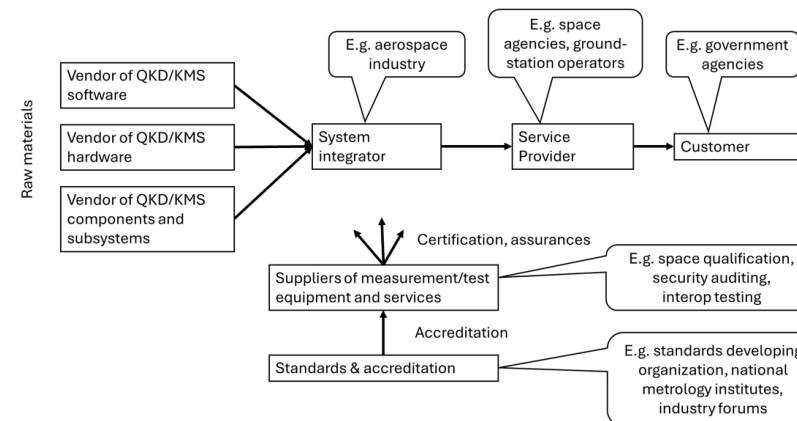 Raw materials
Vendor of QKD/KMS
software
Vendor of QKD/KMS
hardware
Vendor of QKD/KMS
components and
subsystems
E.g. aerospace
industry
System
integrator
E.g. space
agencies, ground-
station operators
Service
Provider
E.g. government
agencies
Customer
Certification, assurances
Suppliers of measurement/test
equipment and services
E.g. space qualification,
security auditing,
interop testing
Accreditation
Standards & accreditation
E.g. standards developing
organization, national
metrology institutes,
industry forums